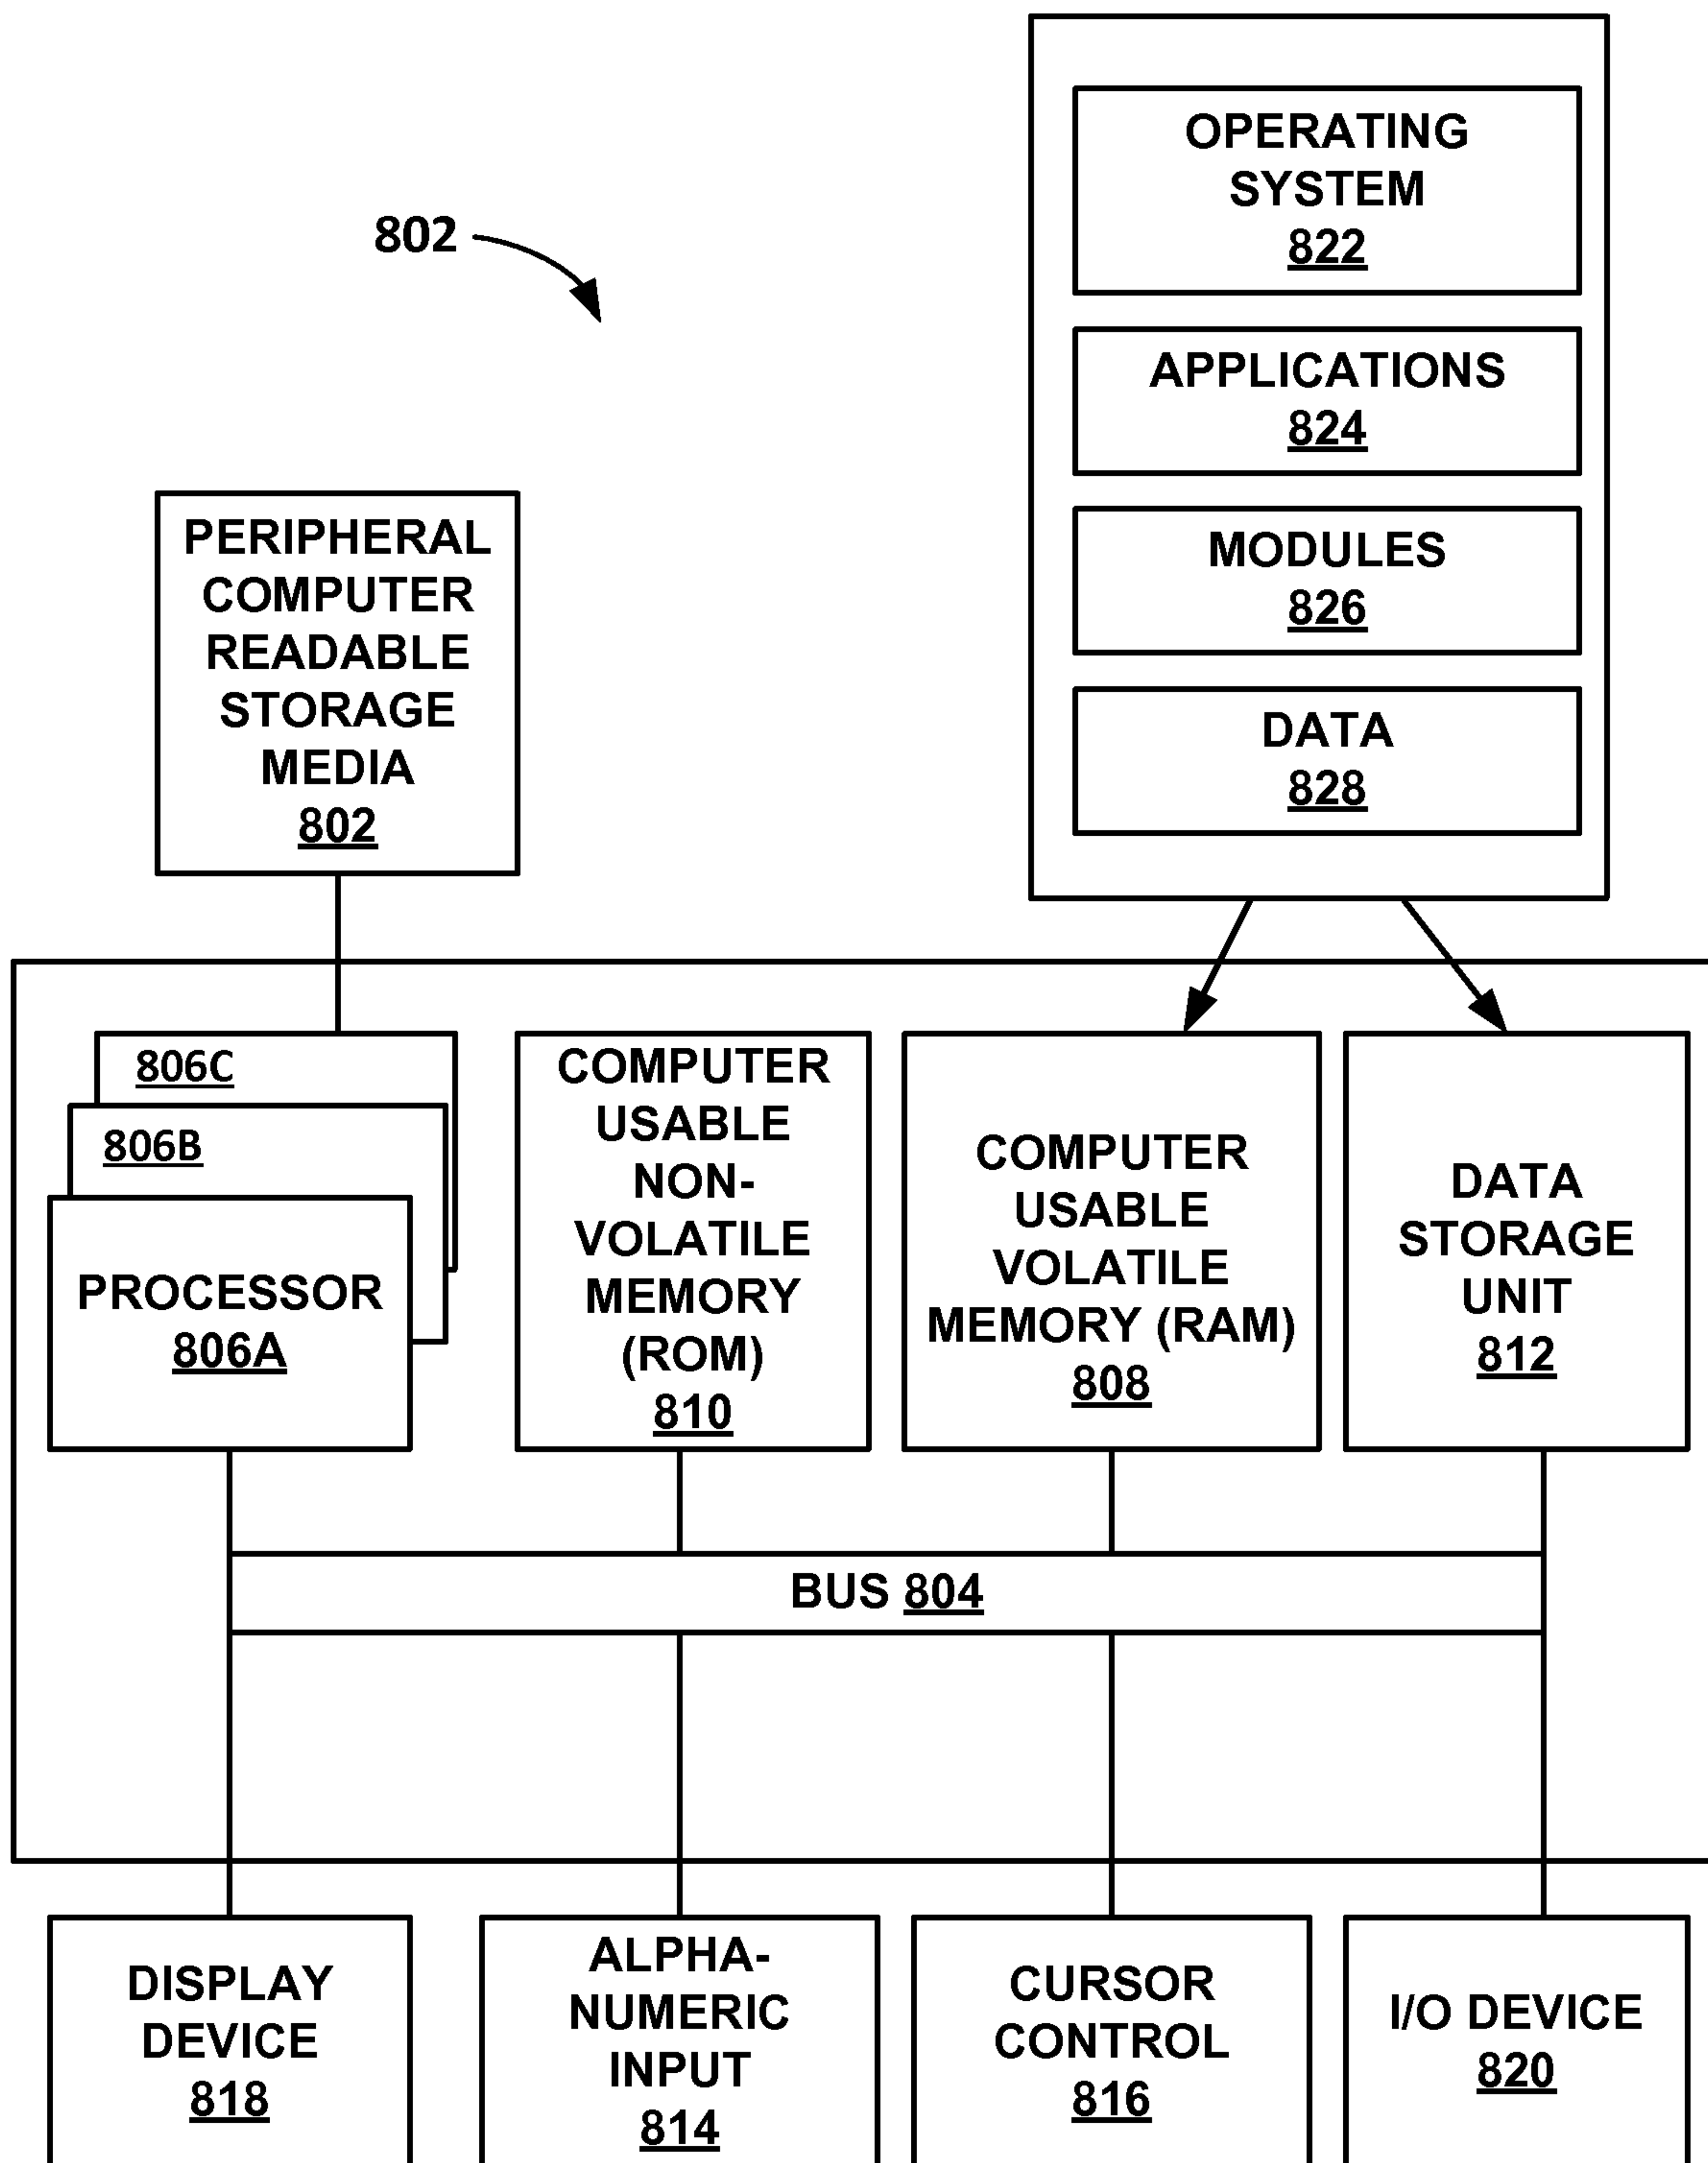 OPERATING
SYSTEM
822
802
APPLICATIONS
824
MODULES
826
DATA
828
PERIPHERAL
COMPUTER
READABLE
STORAGE
MEDIA
802
806C
806B
PROCESSOR
806A
COMPUTER
USABLE
NON-
VOLATILE
MEMORY
(ROM)
810
COMPUTER
USABLE
VOLATILE
MEMORY (RAM)
808
DATA
STORAGE
UNIT
812
BUS 804
DISPLAY
DEVICE
818
ALPHA-
NUMERIC
INPUT
814
CURSOR
CONTROL
816
I/O DEVICE
820